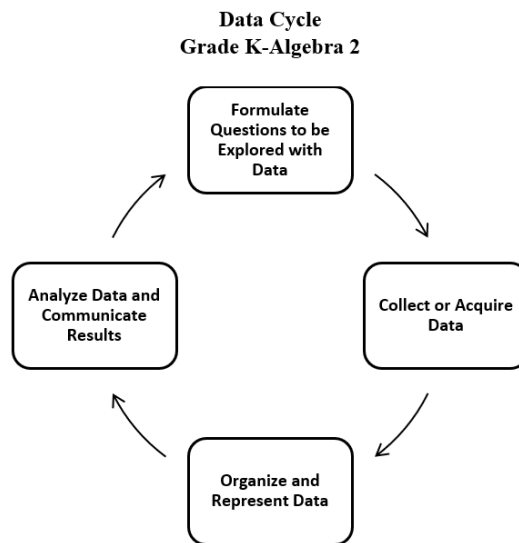 Data Cycle
Grade K-Algebra 2
Formulate
Questions to be
Explored with
Data
Collect or Acquire
Data
Organize and
Represent Data
Analyze Data and
Communicate
Results